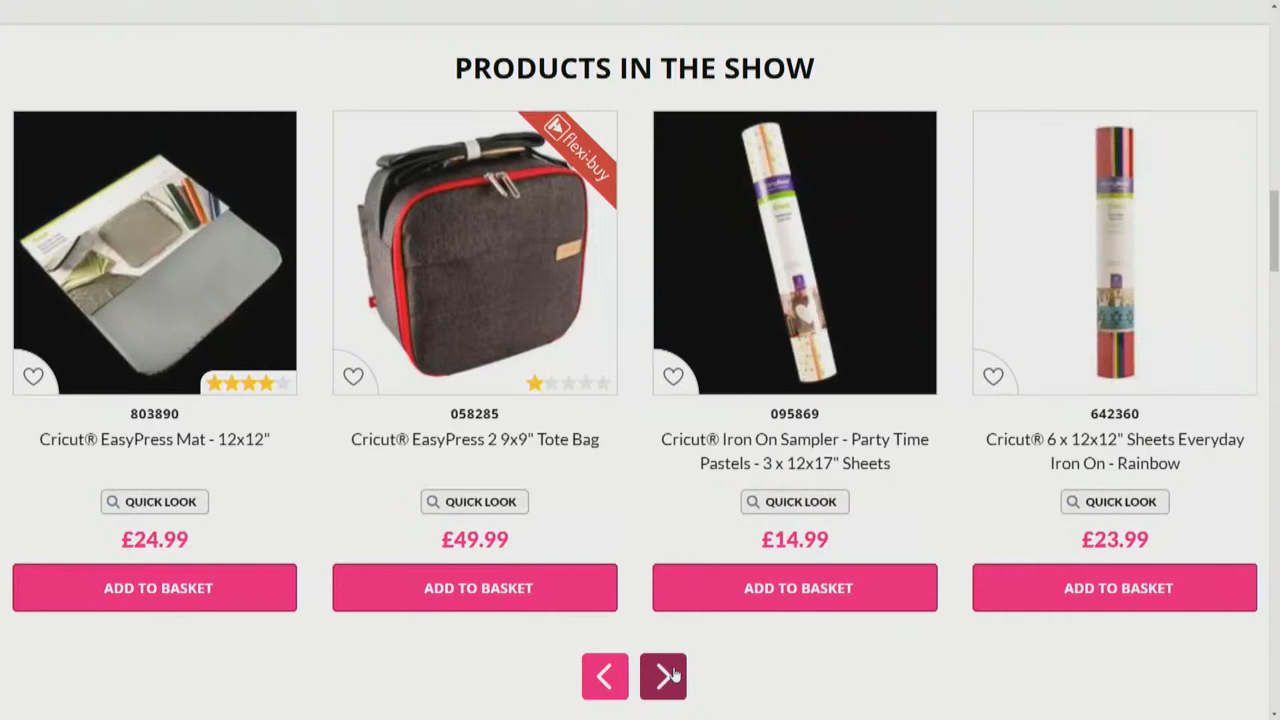 PRODUCTS IN THE SHOW
flexi-buy
803890
Cricut® EasyPress Mat - 12x12"
QUICK LOOK
£24.99
ADD TO BASKET
058285
Cricut® EasyPress 2 9x9" Tote Bag
QUICK LOOK
£49.99
ADD TO BASKET
095869
Cricut® Iron On Sampler - Party Time
Pastels - 3 x 12x17" Sheets
QUICK LOOK
£14.99
ADD TO BASKET
642360
Cricut® 6 x 12x12" Sheets Everyday
Iron On - Rainbow
QUICK LOOK
£23.99
ADD TO BASKET